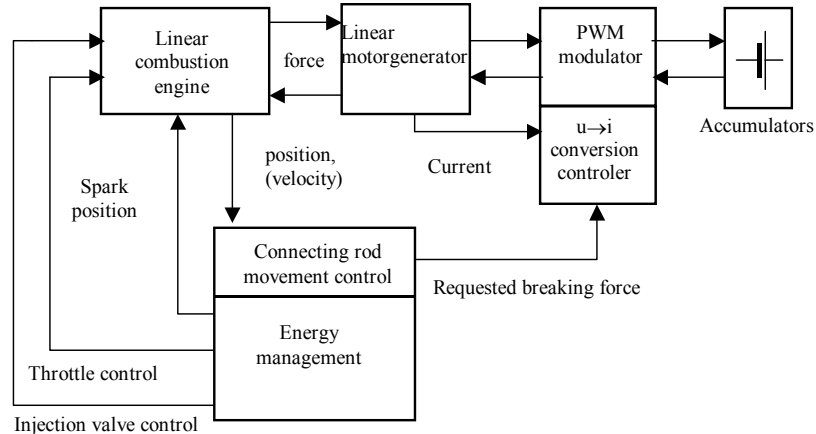 Linear
combustion
engine
force
Linear
motorgenerator
PWM
modulator
Accumulators
u→i
conversion
controler
Current
position,
(velocity)
Spark
position
Connecting rod
movement control
Requested breaking force
Energy
management
Throttle control
Injection valve control